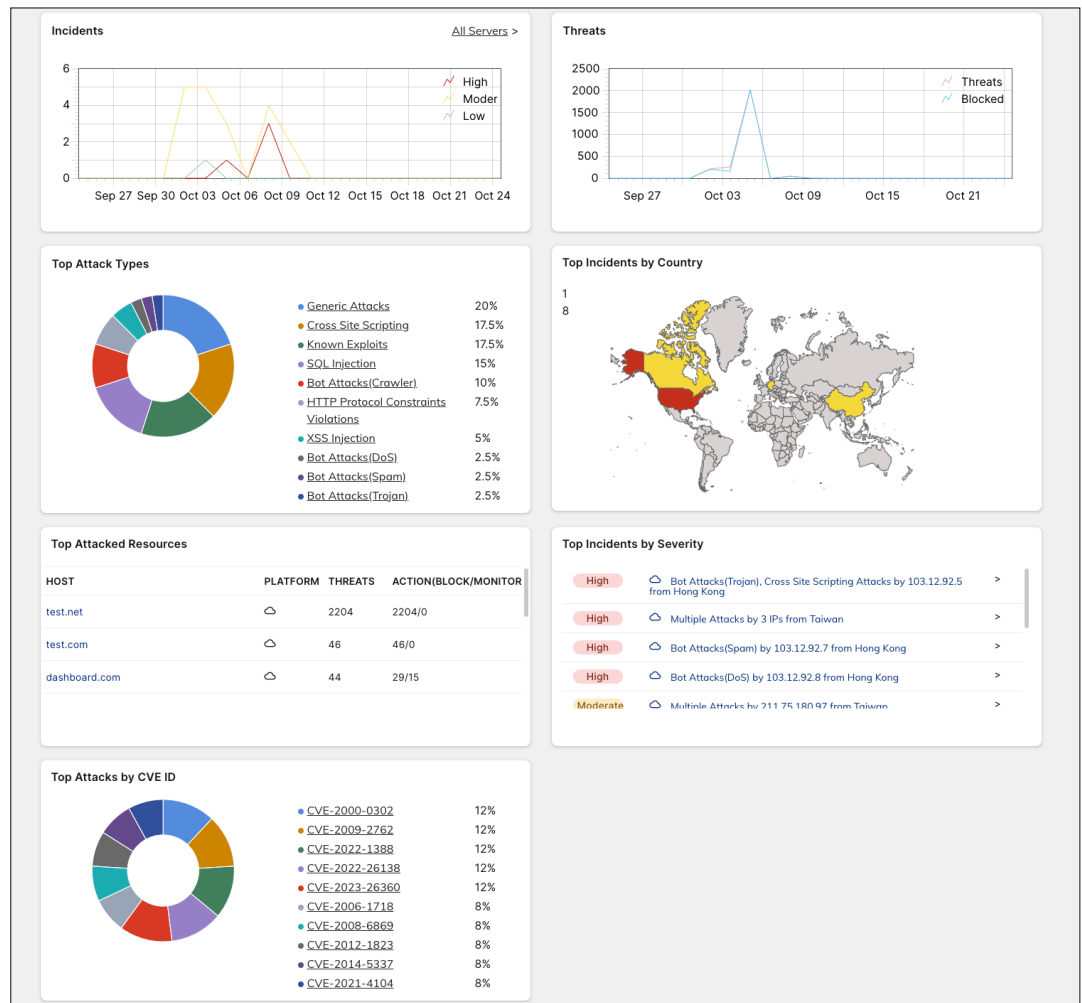 Incidents
All Servers >
6
4
2
0
High
Moder
Low
Sep 27 Sep 30 Oct 03 Oct 06 Oct 09 Oct 12 Oct 15 Oct 18 Oct 21 Oct 24
Threats
2500
2000
1500
1000
500
0
Threats
Blocked
Sep 27 Oct 03 Oct 09 Oct 15 Oct 21
Top Attack Types
Generic Attacks 20%
Cross Site Scripting 17.5%
Known Exploits 17.5%
SQL Injection 15%
Bot Attacks(Crawler) 10%
HTTP Protocol Constraints 7.5%
Violations
XSS Injection 5%
Bot Attacks(DoS) 2.5%
Bot Attacks(Spam) 2.5%
Bot Attacks(Trojan) 2.5%
Top Incidents by Country
1
8
Top Attacked Resources
HOST PLATFORM THREATS ACTION(BLOCK/MONITOR
test.net 2204 2204/0
test.com 46 46/0
dashboard.com 44 29/15
Top Incidents by Severity
High Bot Attacks(Trojan), Cross Site Scripting Attacks by 103.12.92.5 >
from Hong Kong
High Multiple Attacks by 3 IPs from Taiwan >
High Bot Attacks(Spam) by 103.12.92.7 from Hong Kong >
High Bot Attacks(DoS) by 103.12.92.8 from Hong Kong >
Moderate Multiple Attacks by 211.75.180.97 from Taiwan >
Top Attacks by CVE ID
CVE-2000-0302 12%
CVE-2009-2762 12%
CVE-2022-1388 12%
CVE-2022-26138 12%
CVE-2023-26360 12%
CVE-2006-1718 8%
CVE-2008-6869 8%
CVE-2012-1823 8%
CVE-2014-5337 8%
CVE-2021-4104 8%